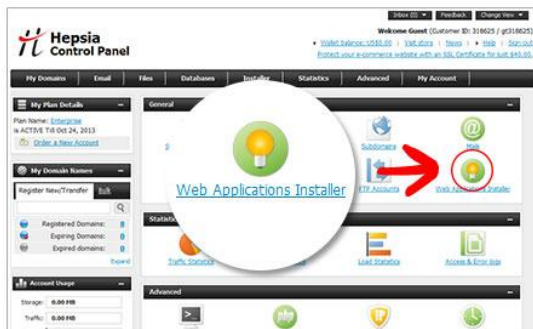 Inbox (0) Feedback Change View
Hepsia
Control Panel
Welcome Guest (Customer ID: 318625 / gt318625)
Wallet balance: US$0.00 | Visit store | News | Help | Sign out
Protect your e-commerce website with an SSL Certificate for just $40.00.
My Domains Email Files Databases Installer Statistics Advanced My Account
My Plan Details
Plan Name: Enterprise
is ACTIVE Till Oct 24, 2013
Order a New Account
My Domain Names
Register New/Transfer Bulk
Registered Domains: 0
Expiring Domains: 0
Expired domains: 0
Expand
Account Usage
Storage: 0.00 MB
Traffic: 0.00 MB
General
Subdomains
Mails
FTP Accounts
Web Applications Installer
Web Applications Installer
Traffic Statistics
Load Statistics
Access & Error logs
Advanced
php